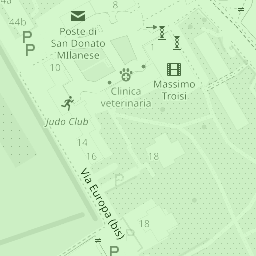 44b
P
P
Poste di
San Donato
MIlanese
10
Clinica
veterinaria
Massimo
Troisi
Judo Club
14
16
18
Via Europa (bis)
18
P